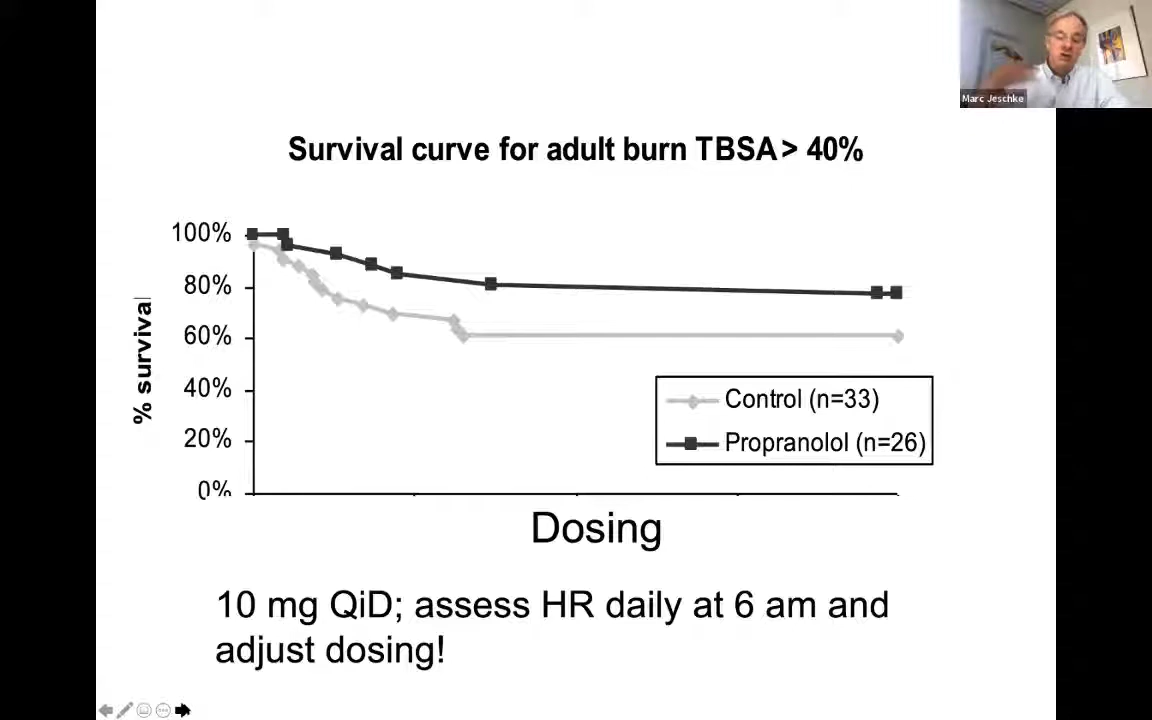 Marc Jeschke
Survival curve for adult burn TBSA > 40%
100%
80%
60%
40%
20%
0%
% survival
Control (n=33)
Propranolol (n=26)
Dosing
10 mg QiD; assess HR daily at 6 am and
adjust dosing!